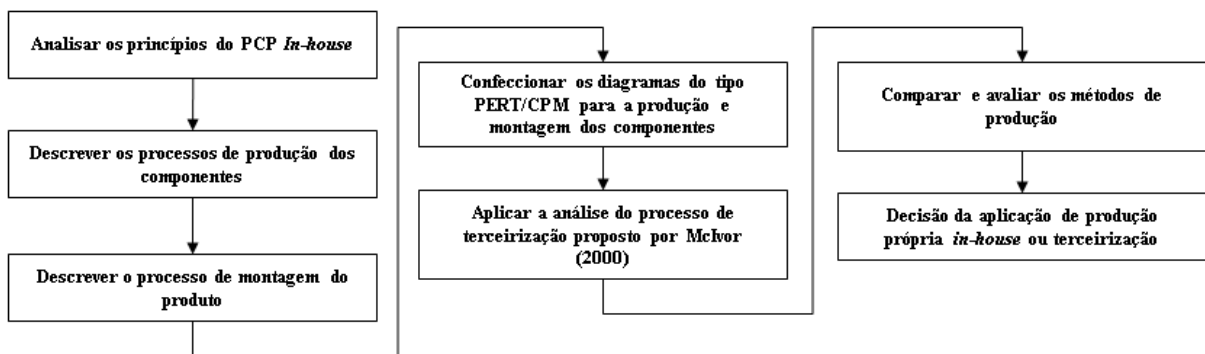 Analisar os princípios do PCP In-house
Descrever os processos de produção dos
componentes
Descrever o processo de montagem do
produto
Confeccionar os diagramas do tipo
PERT/CPM para a produção e
montagem dos componentes
Aplicar a análise do processo de
terceirização proposto por McIvor
(2000)
Comparar e avaliar os métodos de
produção
Decisão da aplicação de produção
própria in-house ou terceirização